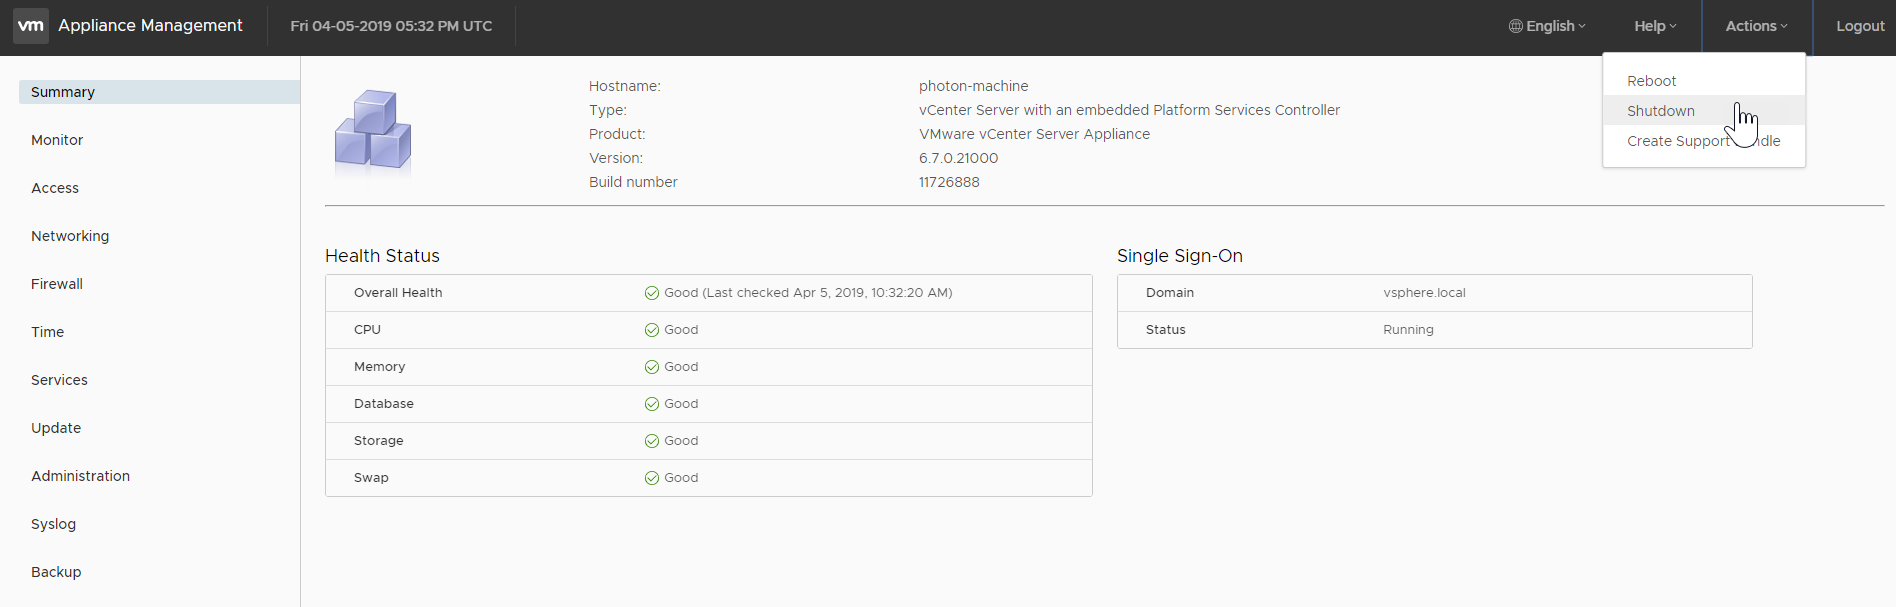 vm Appliance Management Fri 04-05-2019 05:32 PM UTC English Help Actions Logout
Reboot
Shutdown
Create Support ndle
Summary
Monitor
Access
Networking
Firewall
Time
Services
Update
Administration
Syslog
Backup
Hostname: photon-machine
Type: vCenter Server with an embedded Platform Services Controller
Product: VMware vCenter Server Appliance
Version: 6.7.0.21000
Build number 11726888
Health Status
Overall Health Good (Last checked Apr 5, 2019, 10:32:20 AM)
CPU Good
Memory Good
Database Good
Storage Good
Swap Good
Single Sign-On
Domain vsphere.local
Status Running